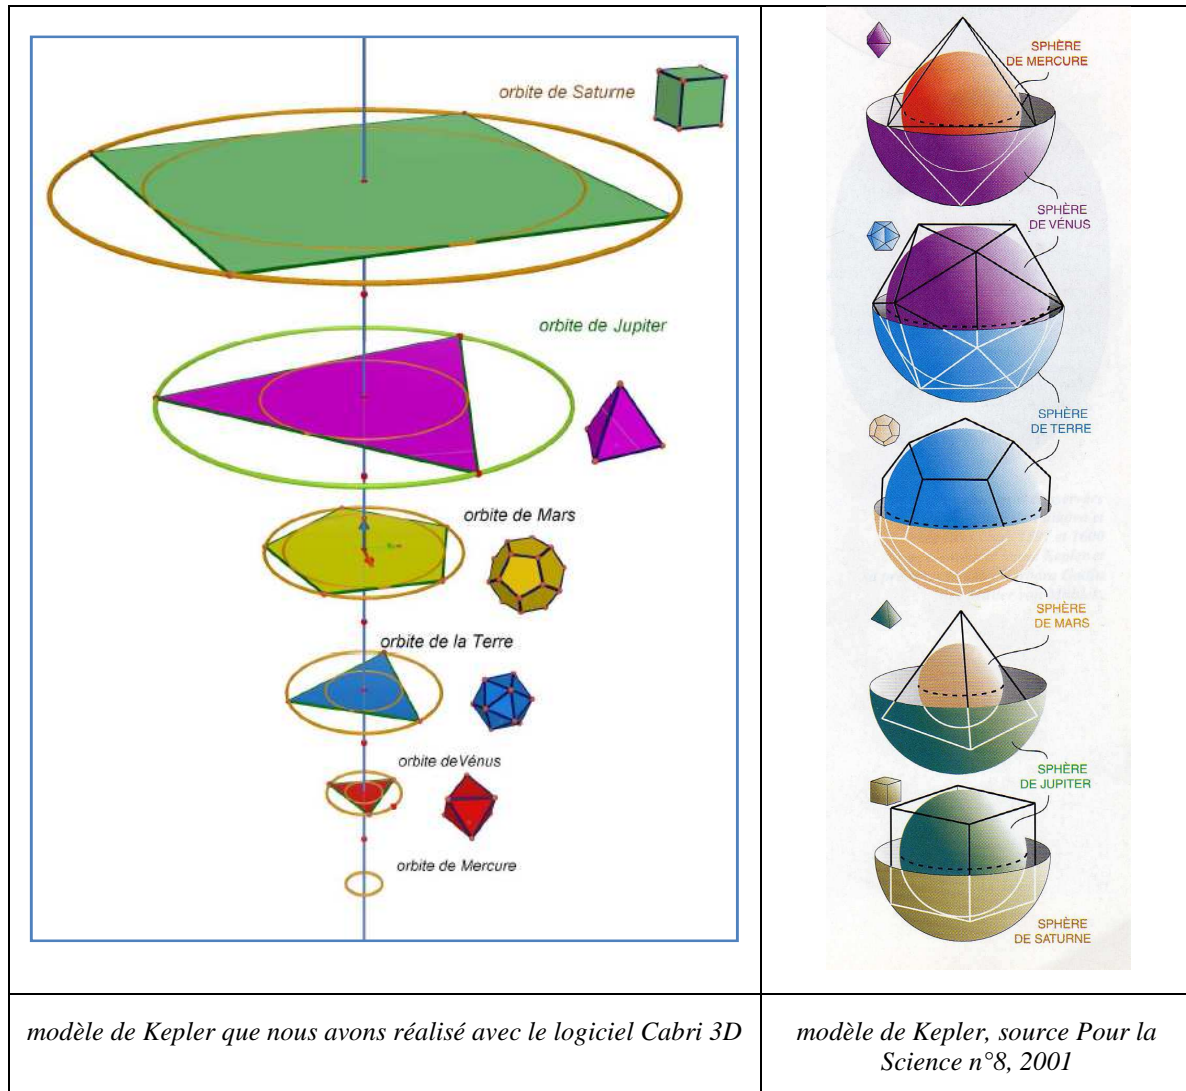 orbite de Saturne
orbite de Jupiter
orbite de Mars
orbite de la Terre
orbite deVénus
orbite de Mercure
SPHÈRE
DE MERCURE
SPHÈRE
DE VÉNUS
SPHÈRE
DE TERRE
SPHÈRE
DE MARS
SPHÈRE
DE JUPITER
SPHÈRE
DE SATURNE
modèle de Kepler que nous avons réalisé avec le logiciel Cabri 3D
modèle de Kepler, source Pour la
Science n°8, 2001